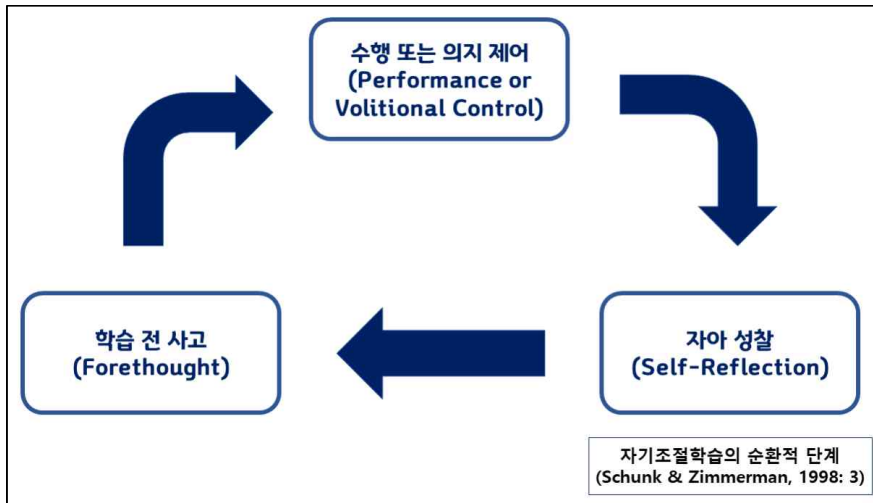 수행 또는 의지 제어
(Performance or
Volitional Control)
학습 전 사고
(Forethought)
자아 성찰
(Self-Reflection)
자기조절학습의 순환적 단계
(Schunk & Zimmerman, 1998: 3)